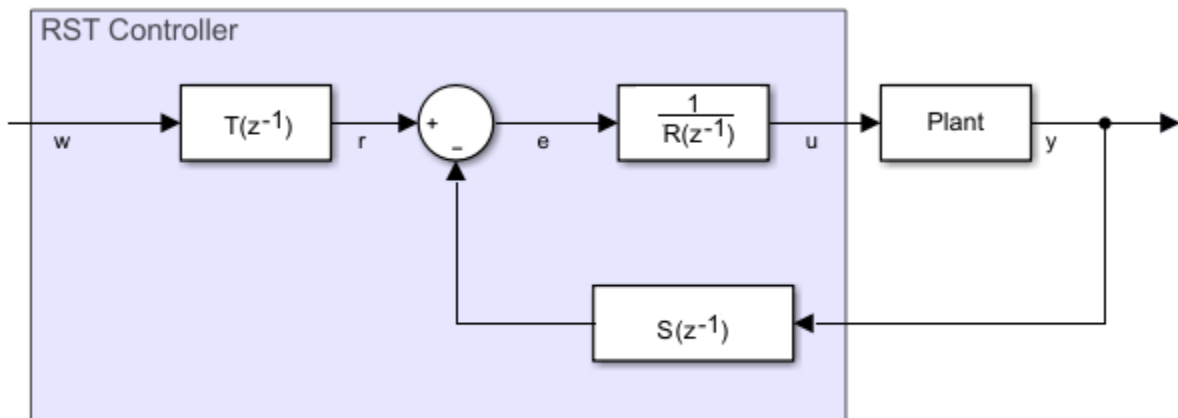 RST Controller
T(z-1)
+
−
1
R(z-1)
Plant
w
r
e
u
y
S(z-1)